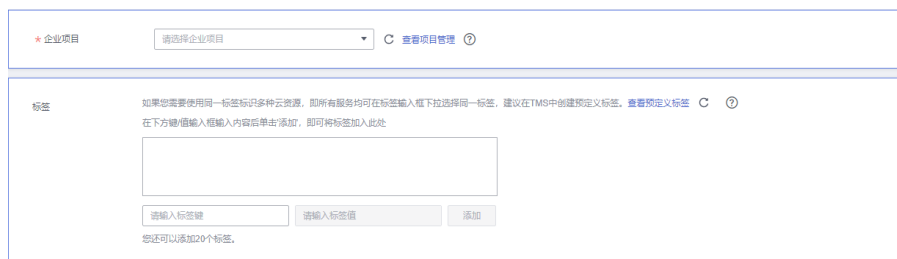 * 企业项目 请选择企业项目 查看项目管理 ?
标签 如果您需要使用同一标签标识多种云资源，即所有服务均可在标签输入框下拉选择同一标签，建议在TMS中创建预定义标签。查看预定义标签 ?
在下方键/值输入框输入内容后单击'添加'，即可将标签加入此处
请输入标签键 请输入标签值 添加
您还可以添加20个标签。